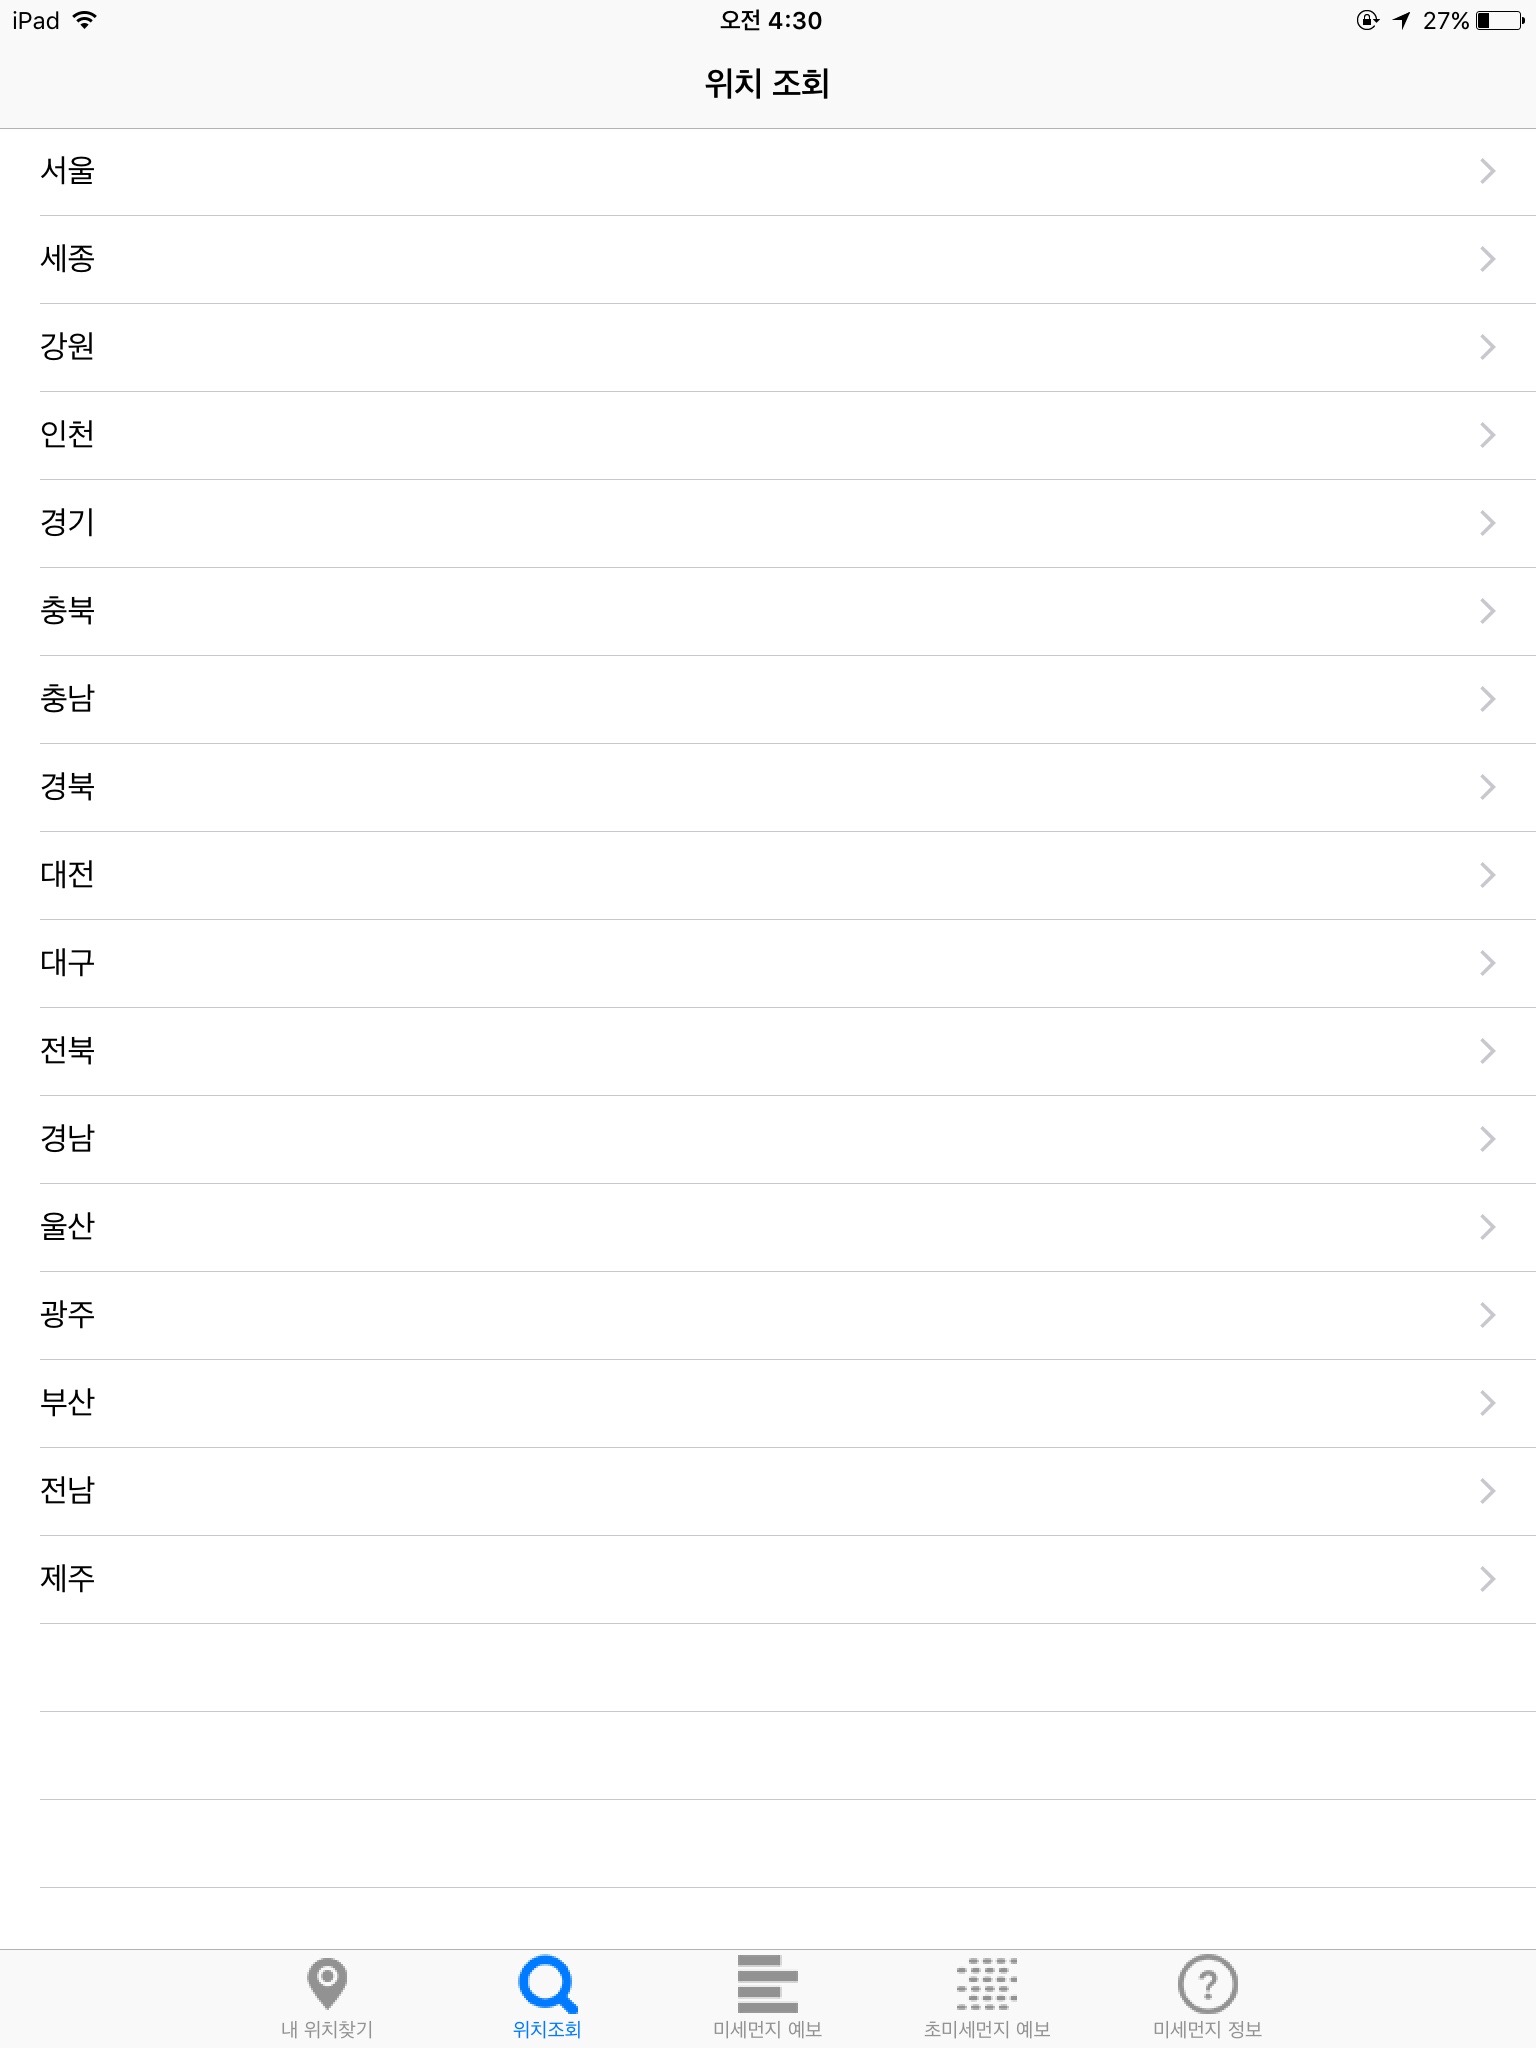 iPad 오전 4:30 27%
위치 조회
서울
세종
강원
인천
경기
충북
충남
경북
대전
대구
전북
경남
울산
광주
부산
전남
제주
내 위치찾기 위치조회 미세먼지 예보 초미세먼지 예보 미세먼지 정보